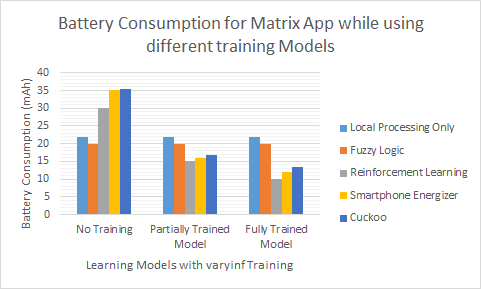 Battery Consumption for Matrix App while using
different training Models
Battery Consumption (mAh)
40
35
30
25
20
15
10
5
0
No Training
Partially Trained
Model
Fully Trained
Model
Learning Models with varyinf Training
Local Processing Only
Fuzzy Logic
Reinforcement Learning
Smartphone Energizer
Cuckoo